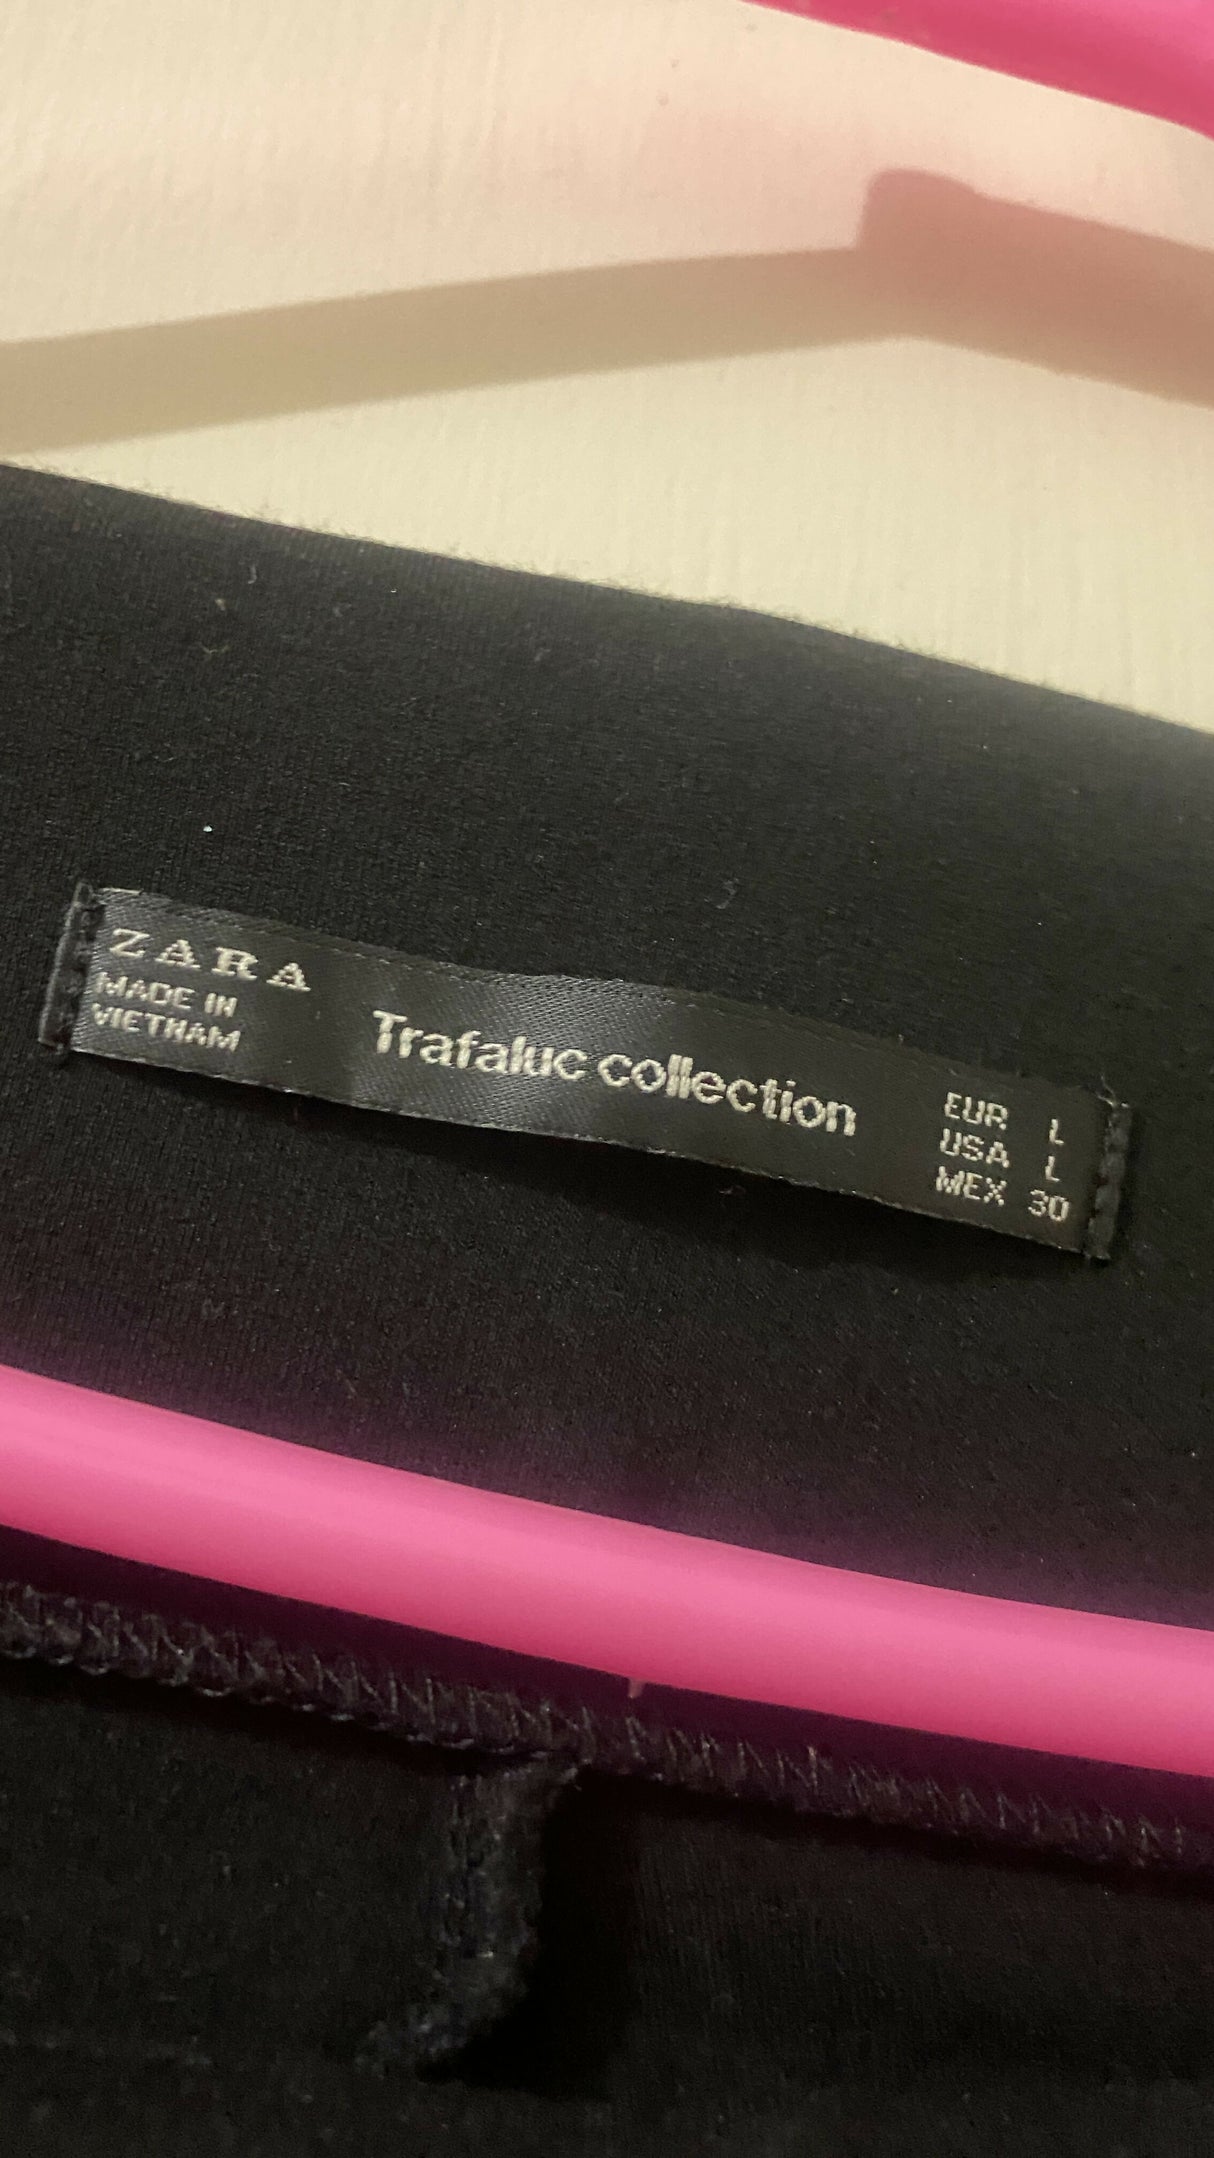 ZARA
MADE IN
VIETNAM
Trafaluc collection
EUR L
USA L
MEX 30